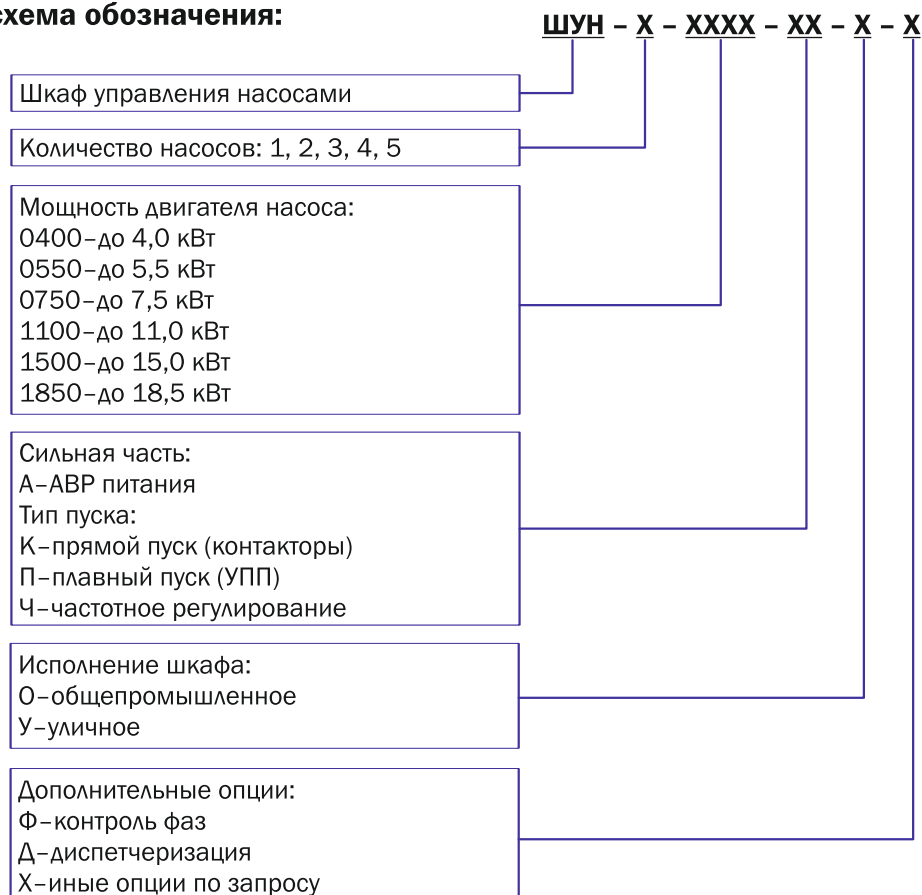 схема обозначения:
ШУН – Х – ХХХХ – ХХ – Х – Х
Шкаф управления насосами
Количество насосов: 1, 2, 3, 4, 5
Мощность двигателя насоса:
0400–до 4,0 кВт
0550–до 5,5 кВт
0750–до 7,5 кВт
1100–до 11,0 кВт
1500–до 15,0 кВт
1850–до 18,5 кВт
Сильная часть:
А–АВР питания
Тип пуска:
К–прямой пуск (контакторы)
П–плавный пуск (УПП)
Ч–частотное регулирование
Исполнение шкафа:
О–общепромышленное
У–уличное
Дополнительные опции:
Ф–контроль фаз
Д–диспетчеризация
Х–иные опции по запросу